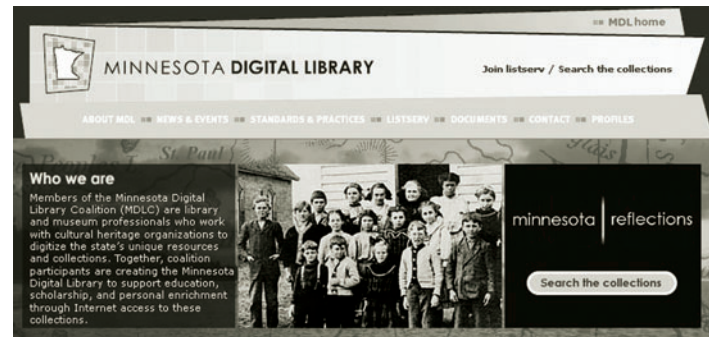 MDL home
MINNESOTA DIGITAL LIBRARY
Join listserv / Search the collections
ABOUT MDL NEWS & EVENTS STANDARDS & PRACTICES LISTSERV DOCUMENTS CONTACT PROFILES
St. Paul
glais
Who we are
Members of the Minnesota Digital
Library Coalition (MDLC) are library
and museum professionals who work
with cultural heritage organizations to
digitize the state's unique resources
and collections. Together, coalition
participants are creating the Minnesota
Digital Library to support education,
scholarship, and personal enrichment
through Internet access to these
collections.
minnesota reflections
Search the collections